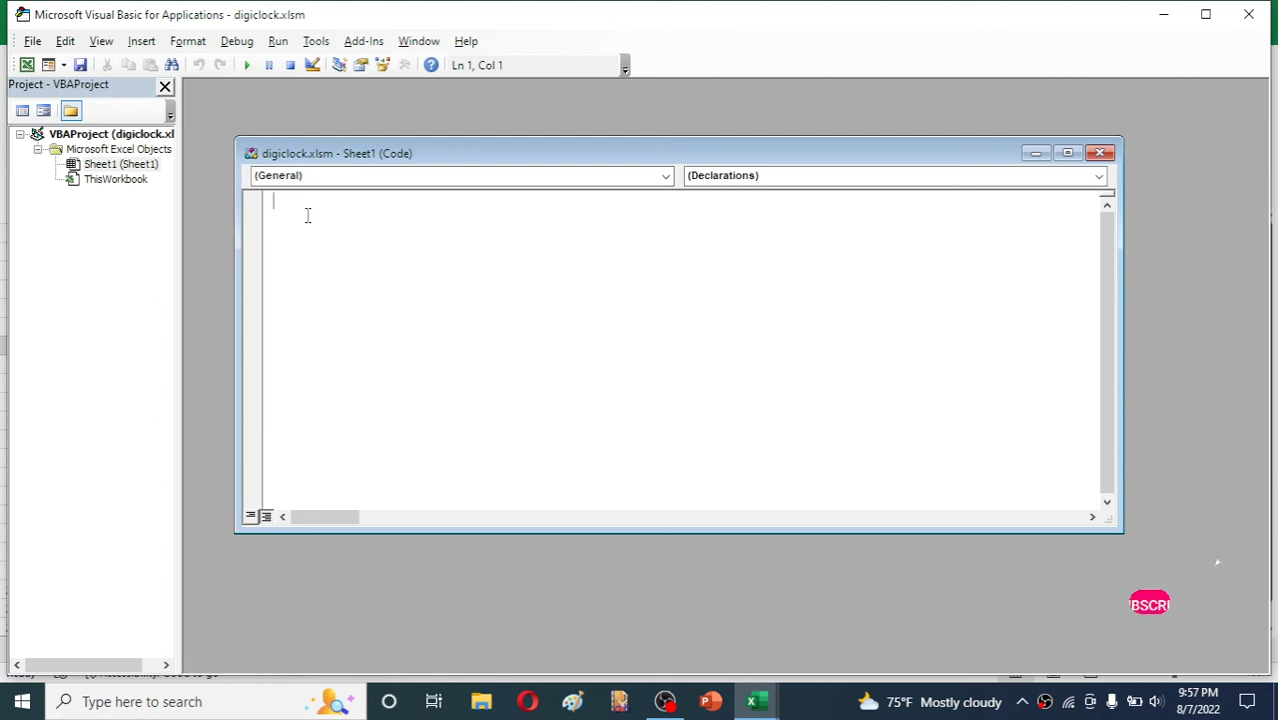 Microsoft Visual Basic for Applications - digiclock.xlsm
File Edit View Insert Format Debug Run Tools Add-Ins Window Help
Ln 1, Col 1
Project - VBAProject
VBAProject (digiclock.xl
Microsoft Excel Objects
Sheet1 (Sheet1)
ThisWorkbook
digiclock.xlsm - Sheet1 (Code)
(General) (Declarations)
BSCR
Type here to search
75°F Mostly cloudy
9:57 PM
8/7/2022